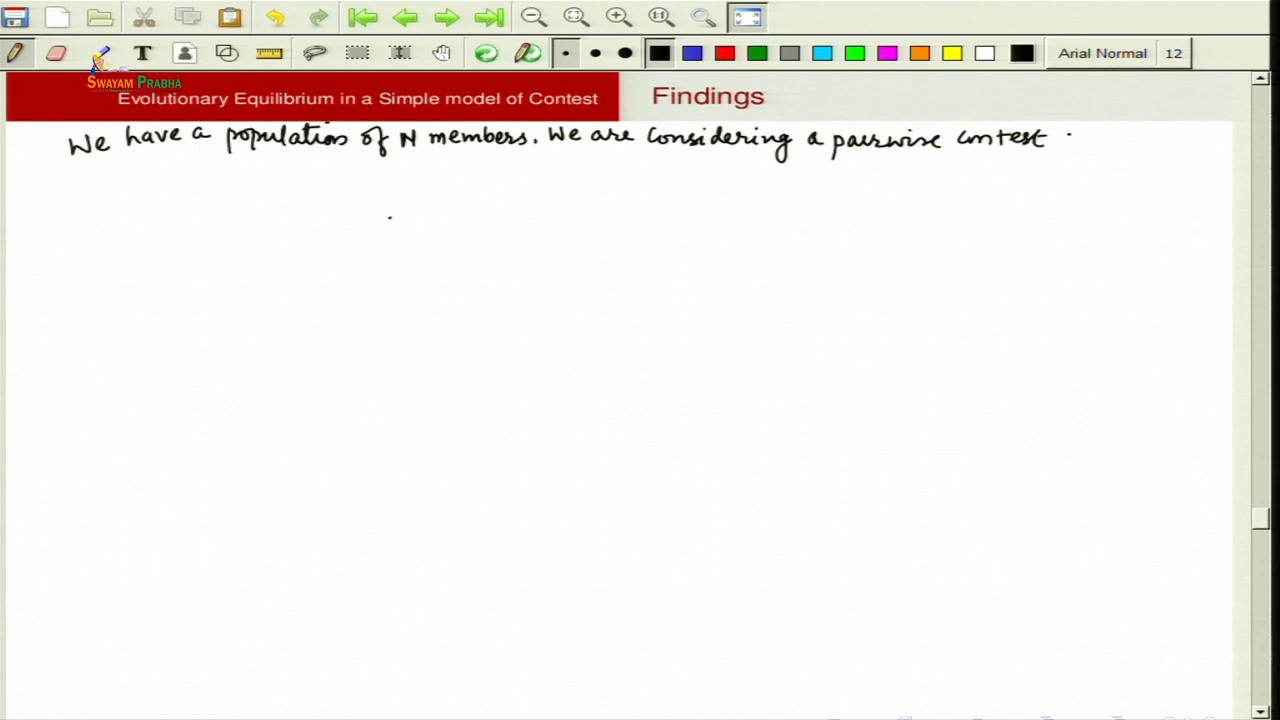 Arial Normal 12
SWAYAM PRABHA
Evolutionary Equilibrium in a Simple model of Contest
Findings
We have a population of N members. We are considering a pairwise contest